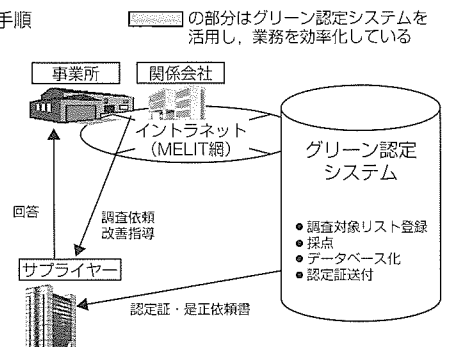 手順
の部分はグリーン認定システムを
活用し，業務を効率化している
事業所
関係会社
イントラネット
（MELIT網）
グリーン認定
システム
回答
調査依頼
改善指導
●調査対象リスト登録
●採点
●データベース化
●認定証送付
サプライヤー
認定証・是正依頼書